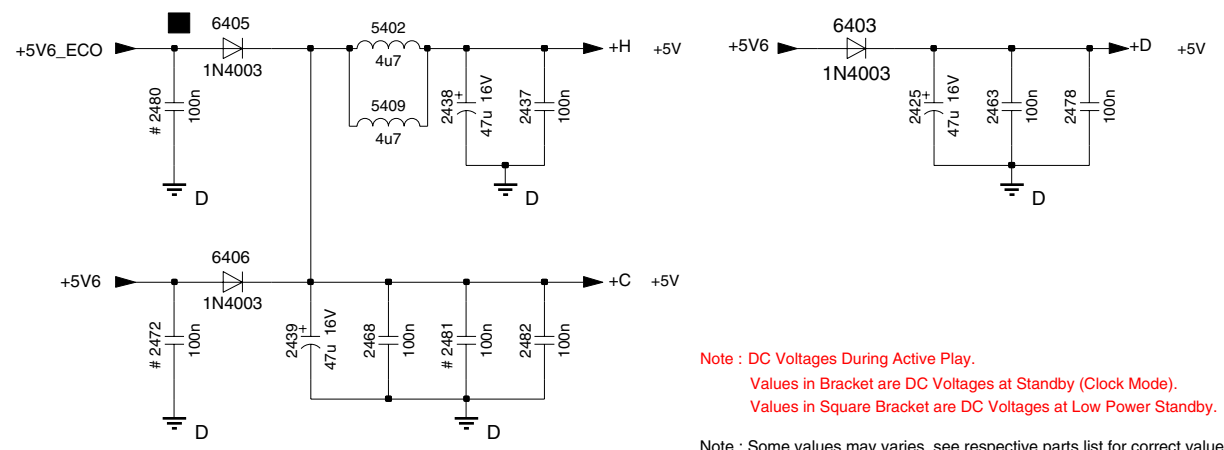 6405
+5V6_ECO
1N4003
5402
4u7
5409
4u7
+H +5V
# 2480
100n
2438
+
47u 16V
2437
100n
D
D
6403
+5V6
1N4003
+D +5V
2425
+
47u 16V
2463
100n
2478
100n
D
6406
+5V6
1N4003
+C +5V
# 2472
100n
2439
+
47u 16V
2468
100n
# 2481
100n
2482
100n
D
D
Note : DC Voltages During Active Play.
Values in Bracket are DC Voltages at Standby (Clock Mode).
Values in Square Bracket are DC Voltages at Low Power Standby.
Note : Some values may varies, see respective parts list for correct value